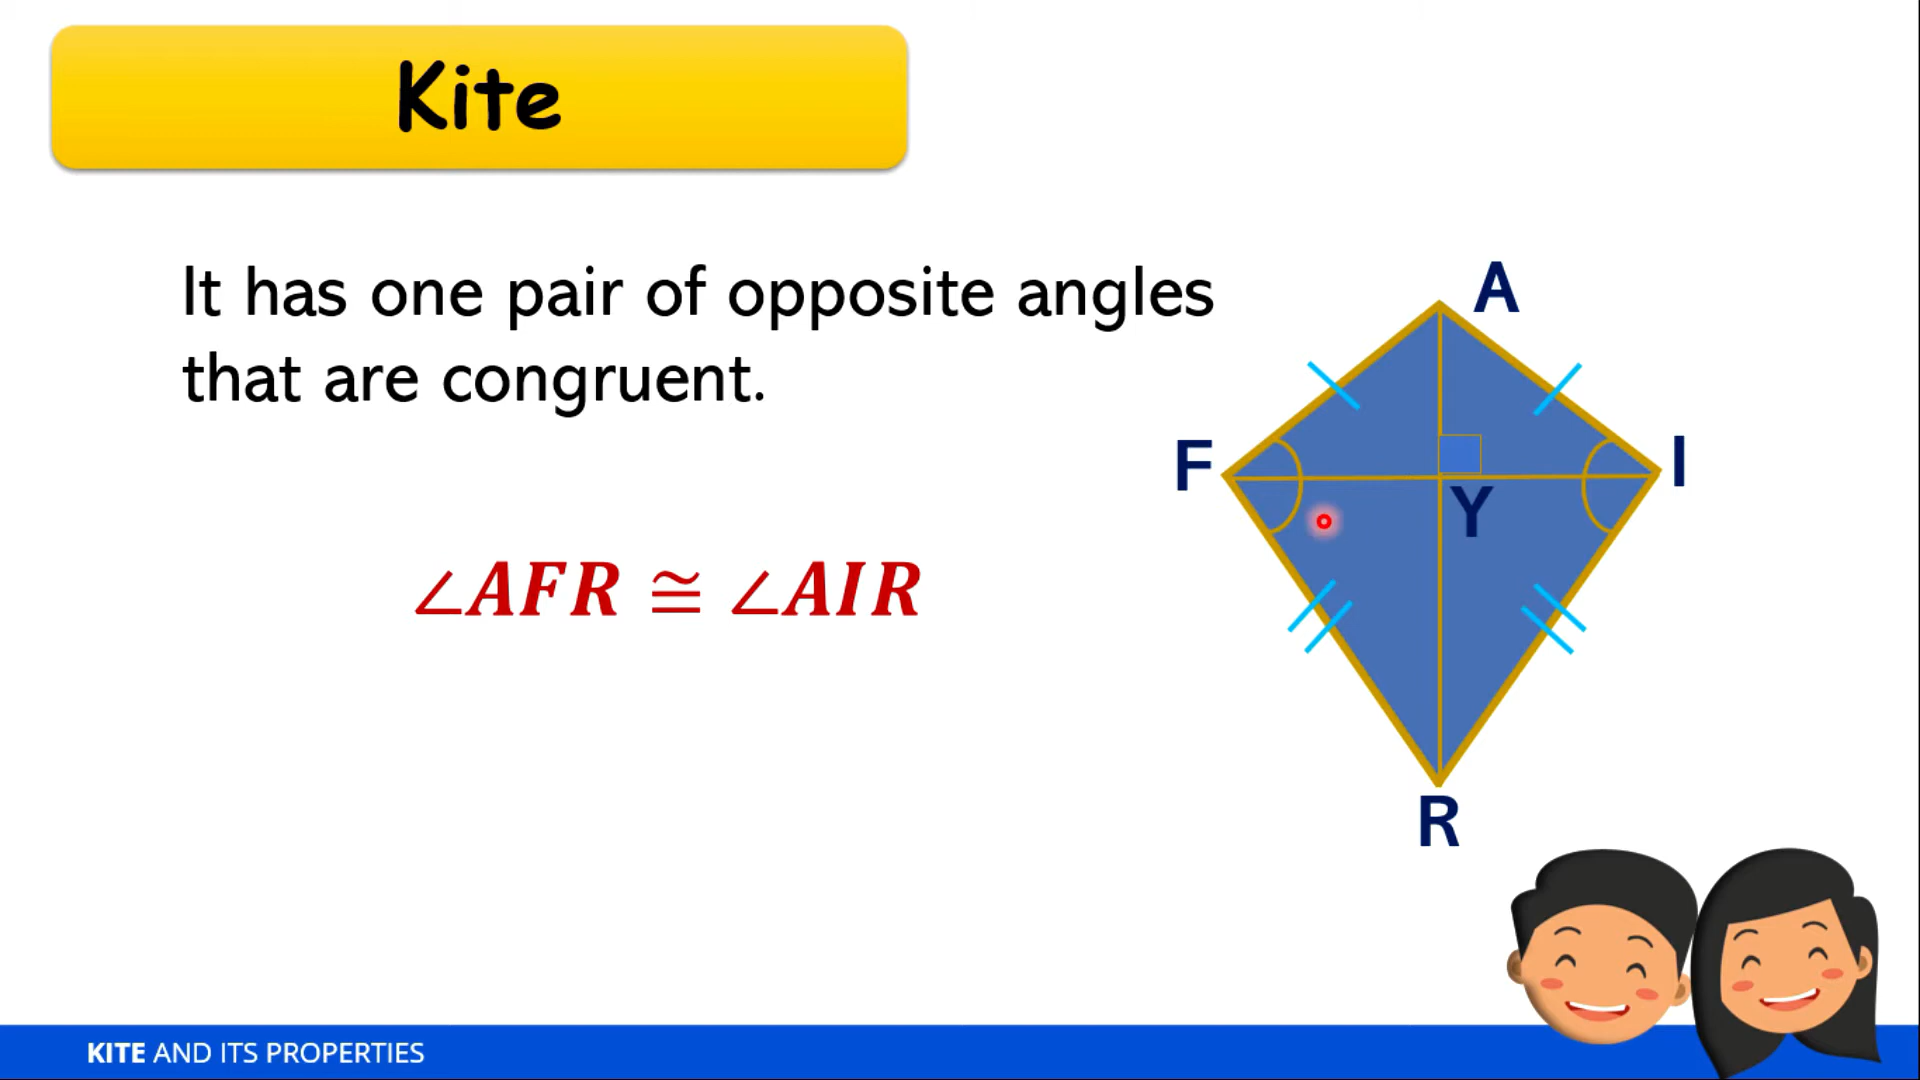 Kite
It has one pair of opposite angles
that are congruent.
∠AFR ≅ ∠AIR
A
F
I
Y
R
KITE AND ITS PROPERTIES